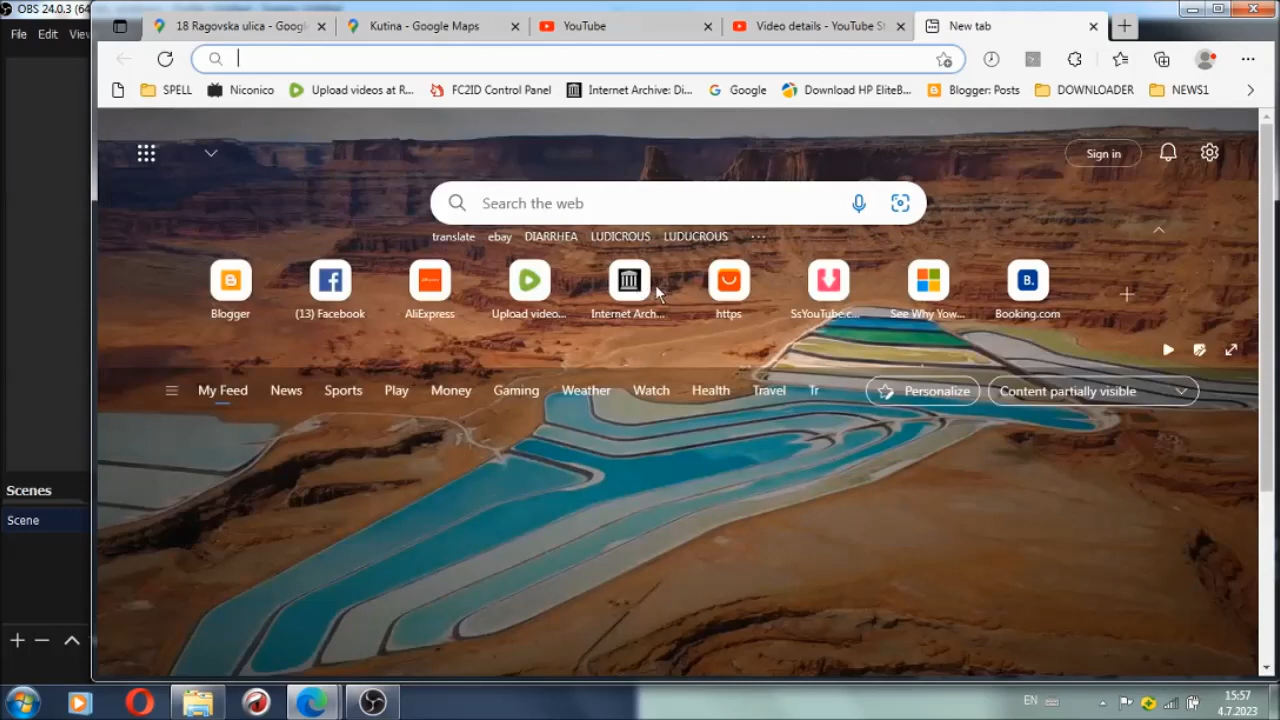 OBS 24.0.3 (64
File Edit View
18 Ragovska ulica - Googl
Kutina - Google Maps
YouTube
Video details - YouTube St
New tab
SPELL
Niconico
Upload videos at R...
FC2ID Control Panel
Internet Archive: Di...
Google
Download HP EliteB...
Blogger: Posts
DOWNLOADER
NEWS1
Sign in
Search the web
translate ebay DIARRHEA LUDICROUS LUDUCROUS ...
Blogger
(13) Facebook
AliExpress
Upload video...
Internet Arch...
https
SsYouTube.c...
See Why Yow...
B.
Booking.com
My Feed News Sports Play Money Gaming Weather Watch Health Travel Tr
Personalize
Content partially visible
Scenes
Scene
EN
15:57
4.7.2023